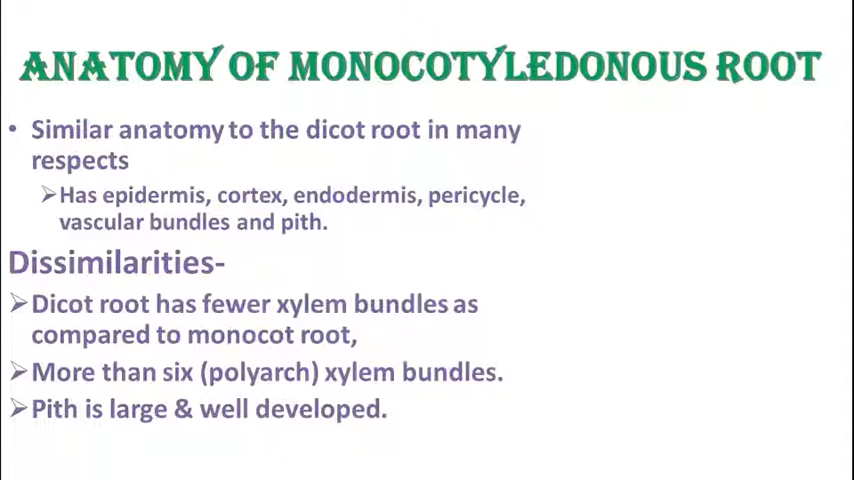 ANATOMY OF MONOCOTYLEDONOUS ROOT
• Similar anatomy to the dicot root in many
respects
➢Has epidermis, cortex, endodermis, pericycle,
vascular bundles and pith.
Dissimilarities-
➢Dicot root has fewer xylem bundles as
compared to monocot root,
➢More than six (polyarch) xylem bundles.
➢Pith is large & well developed.